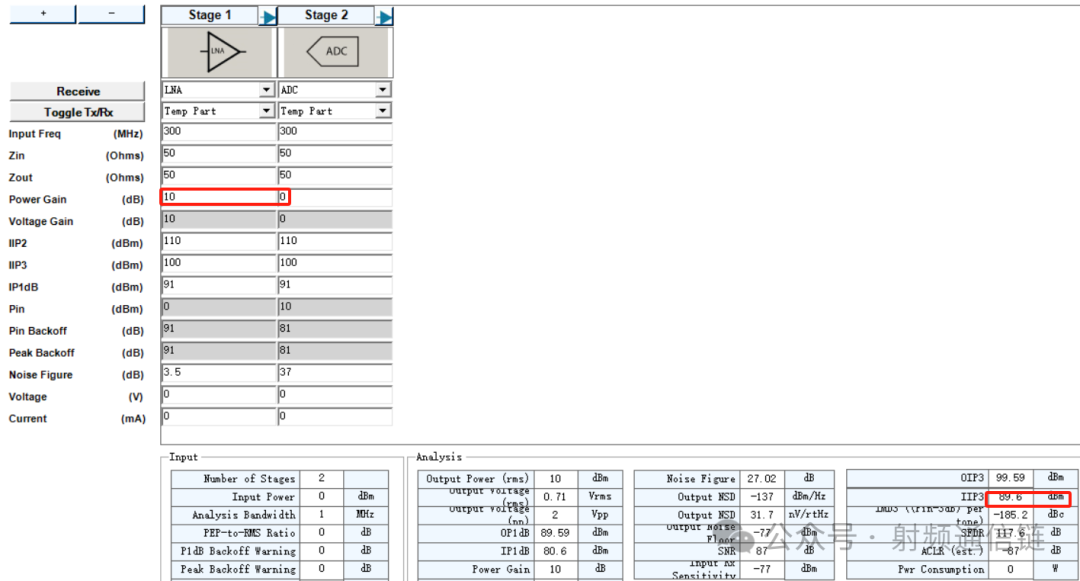 + −
Stage 1 Stage 2
LNA ADC
Receive LNA ADC
Toggle Tx/Rx Temp Part Temp Part
Input Freq (MHz) 300 300
Zin (Ohms) 50 50
Zout (Ohms) 50 50
Power Gain (dB) 10 0
Voltage Gain (dB) 10 0
IIP2 (dBm) 110 110
IIP3 (dBm) 100 100
IP1dB (dBm) 91 91
Pin (dBm) 0 10
Pin Backoff (dB) 91 81
Peak Backoff (dB) 91 81
Noise Figure (dB) 3.5 37
Voltage (V) 0 0
Current (mA) 0 0
Input
Number of Stages 2
Input Power 0 dBm
Analysis Bandwidth 1 MHz
PEP-to-RMS Ratio 0 dB
P1dB Backoff Warning 0 dB
Peak Backoff Warning 0 dB
Analysis
Output Power (rms) 10 dBm
Output Voltage (rms) 0.71 Vrms
Output Voltage (pp) 2 Vpp
OP1dB 89.59 dBm
IP1dB 80.6 dBm
Power Gain 10 dB
Noise Figure 27.02 dB
Output NSD -137 dBm/Hz
Output NSD 31.7 nV/rtHz
Output Noise Floor -77 dBm
SNR 87 dB
Input Rx Sensitivity -77 dBm
OIP3 99.59 dBm
IIP3 89.6 dBm
IMD3 ((Pin-3dB) per tone) -185.2 dBc
SFDR 117.6 dB
ACLR (est.) -87 dB
Pwr Consumption 0 W
公众号 · 射频通信链